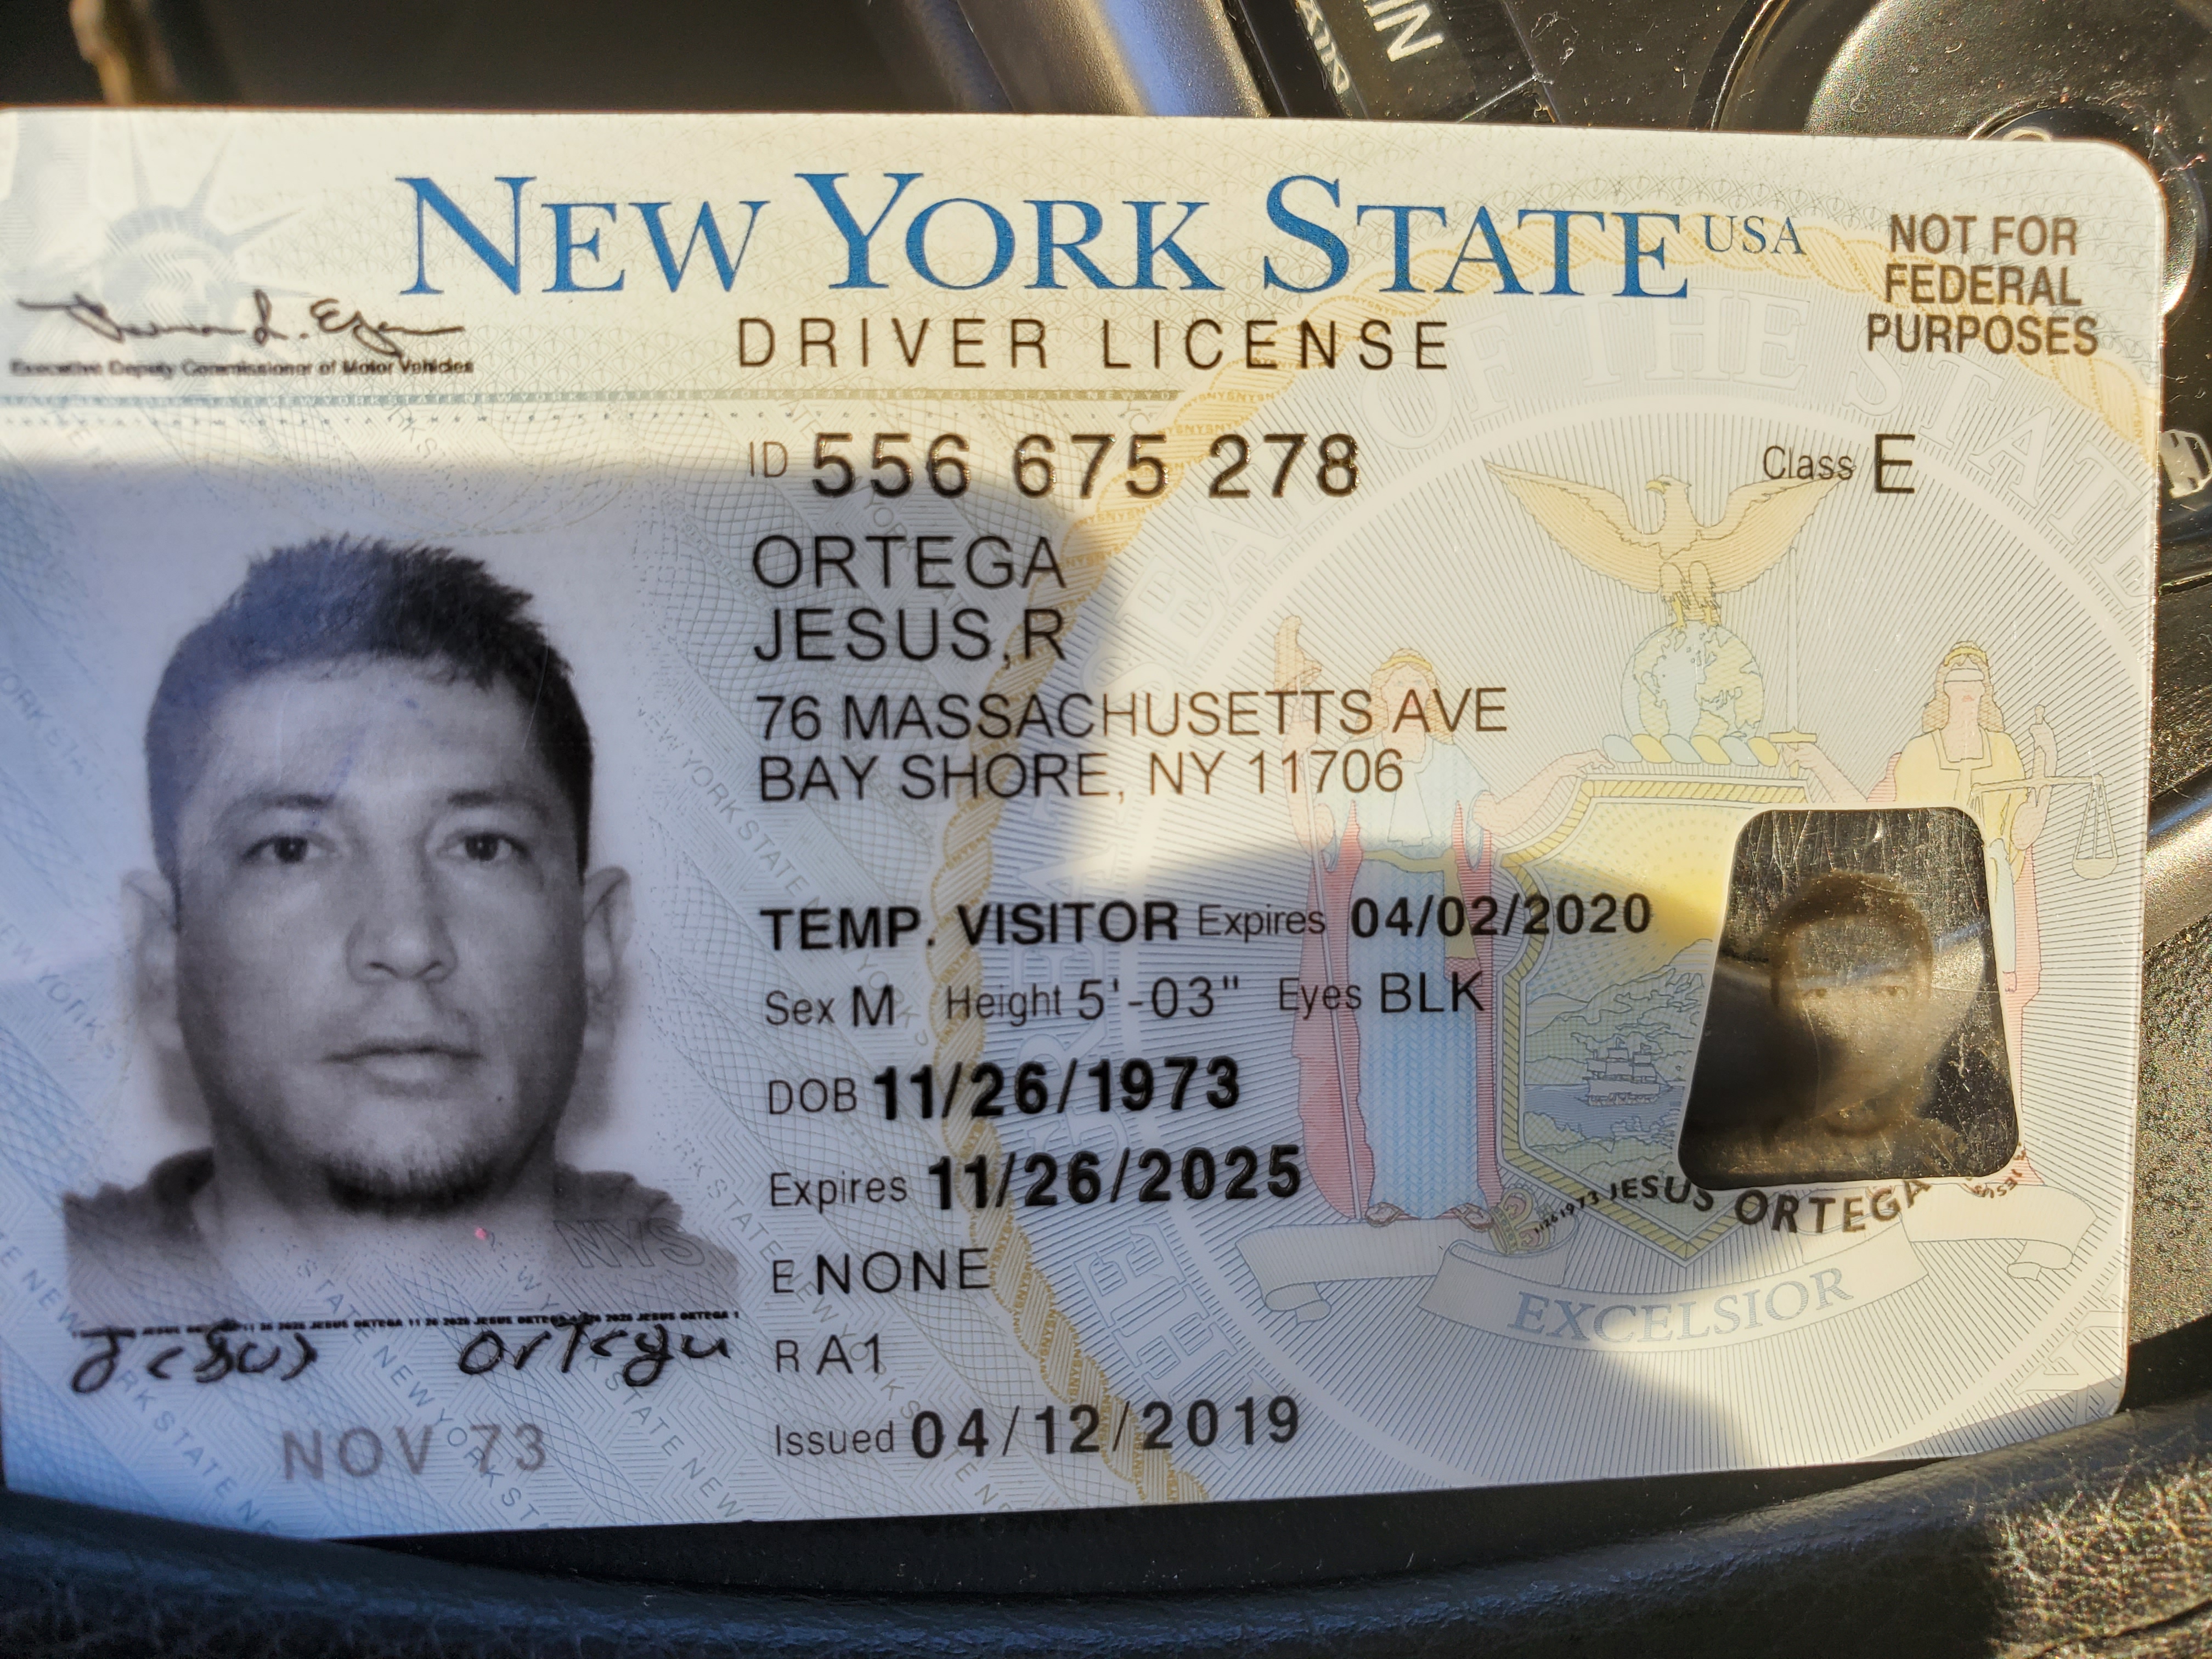 NEW YORK STATE USA
NOT FOR
FEDERAL
PURPOSES
DRIVER LICENSE
Executive Deputy Commissioner of Motor Vehicles
ID 556 675 278
Class E
ORTEGA
JESUS,R
76 MASSACHUSETTS AVE
BAY SHORE, NY 11706
TEMP. VISITOR Expires 04/02/2020
Sex M Height 5'-03" Eyes BLK
DOB 11/26/1973
Expires 11/26/2025
JESUS ORTEGA
E NONE
EXCELSIOR
NYS
Jesus Ortega
R A1
NOV 73
Issued 04/12/2019